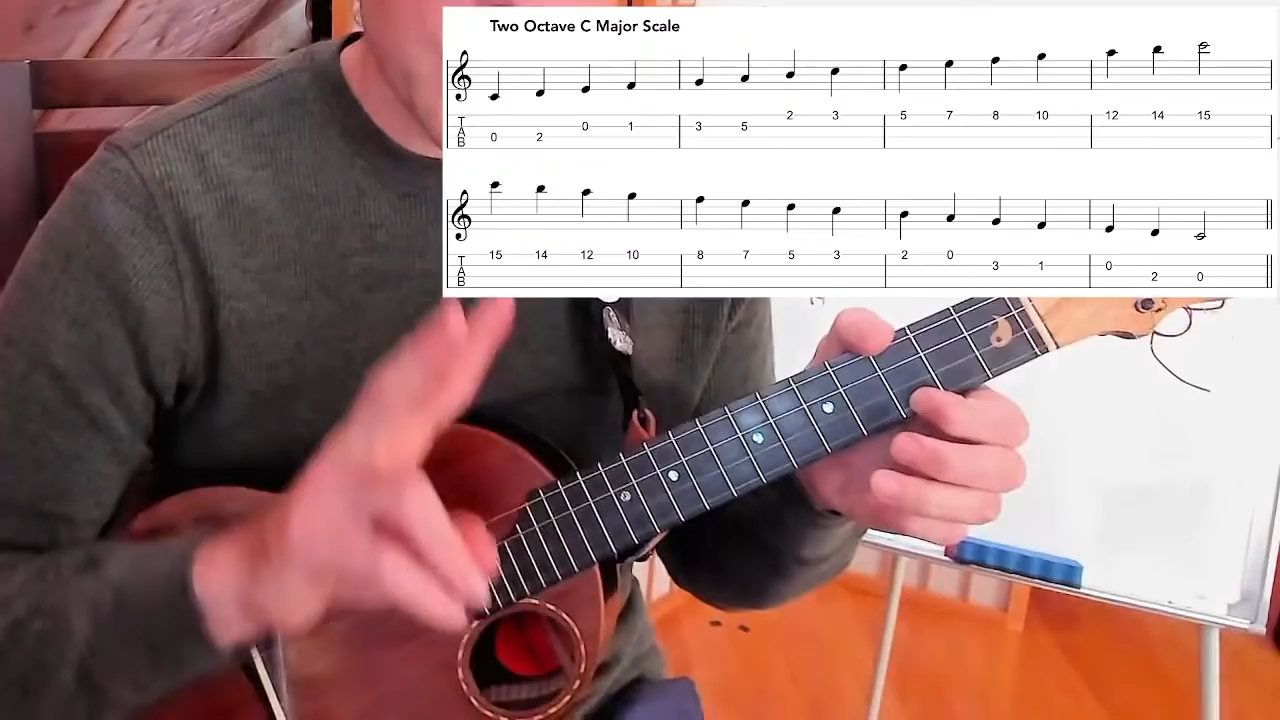 Two Octave C Major Scale
T 2 3 5 7 8 10 12 14 15
A 0 1 3 5
B 0 2
T 15 14 12 10 8 7 5 3 2 0
A 3 1 0
B 2 0